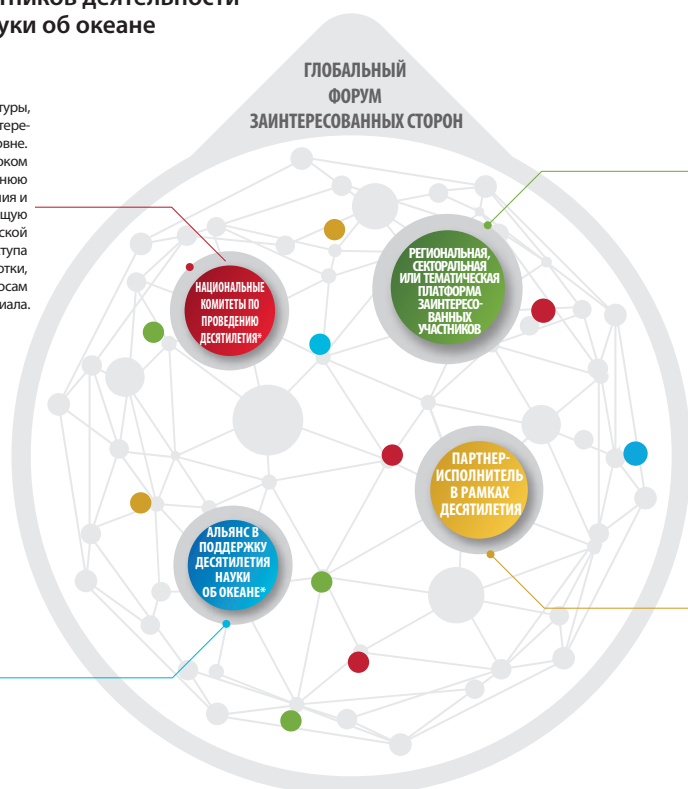 тников деятельности
уки об океане
туры,
тере-
овне.
роком
нюю
ния и
щую
ской
тупа
отки,
осам
иала.
ГЛОБАЛЬНЫЙ
ФОРУМ
ЗАИНТЕРЕСОВАННЫХ СТОРОН
РЕГИОНАЛЬНАЯ,
СЕКТОРАЛЬНАЯ
ИЛИ ТЕМАТИЧЕСКАЯ
ПЛАТФОРМА
ЗАИНТЕРЕСО-
ВАННЫХ
УЧАСТНИКОВ
НАЦИОНАЛЬНЫЕ
КОМИТЕТЫ ПО
ПРОВЕДЕНИЮ
ДЕСЯТИЛЕТИЯ*
ПАРТНЕР-
ИСПОЛНИТЕЛЬ
В РАМКАХ
ДЕСЯТИЛЕТИЯ
АЛЬЯНС В
ПОДДЕРЖКУ
ДЕСЯТИЛЕТИЯ
НАУКИ
ОБ ОКЕАНЕ*